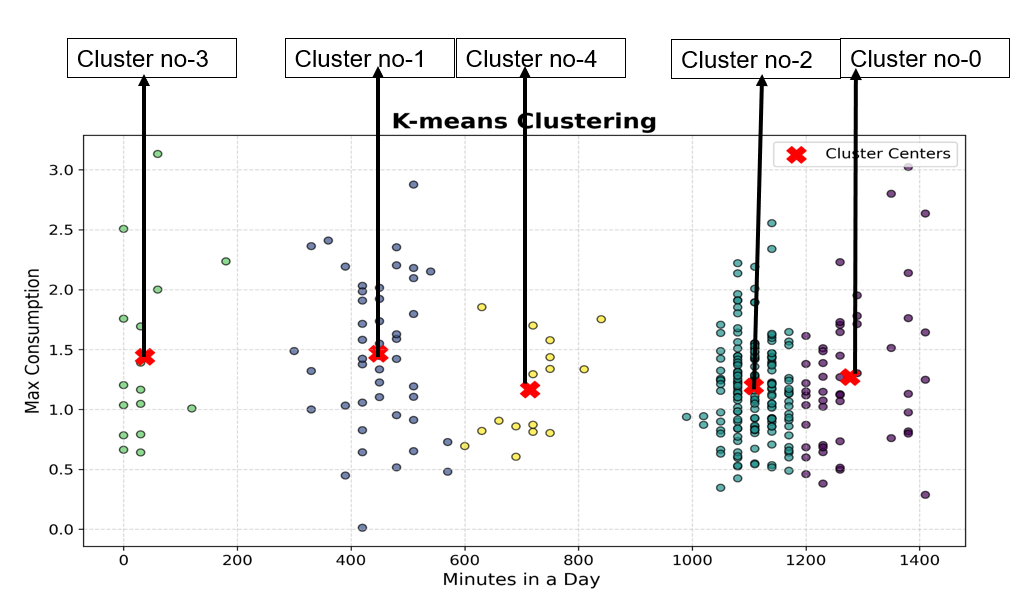 Cluster no-3
Cluster no-1
Cluster no-4
Cluster no-2
Cluster no-0
K-means Clustering
Cluster Centers
Max Consumption
3.0
2.5
2.0
1.5
1.0
0.5
0.0
0 200 400 600 800 1000 1200 1400
Minutes in a Day